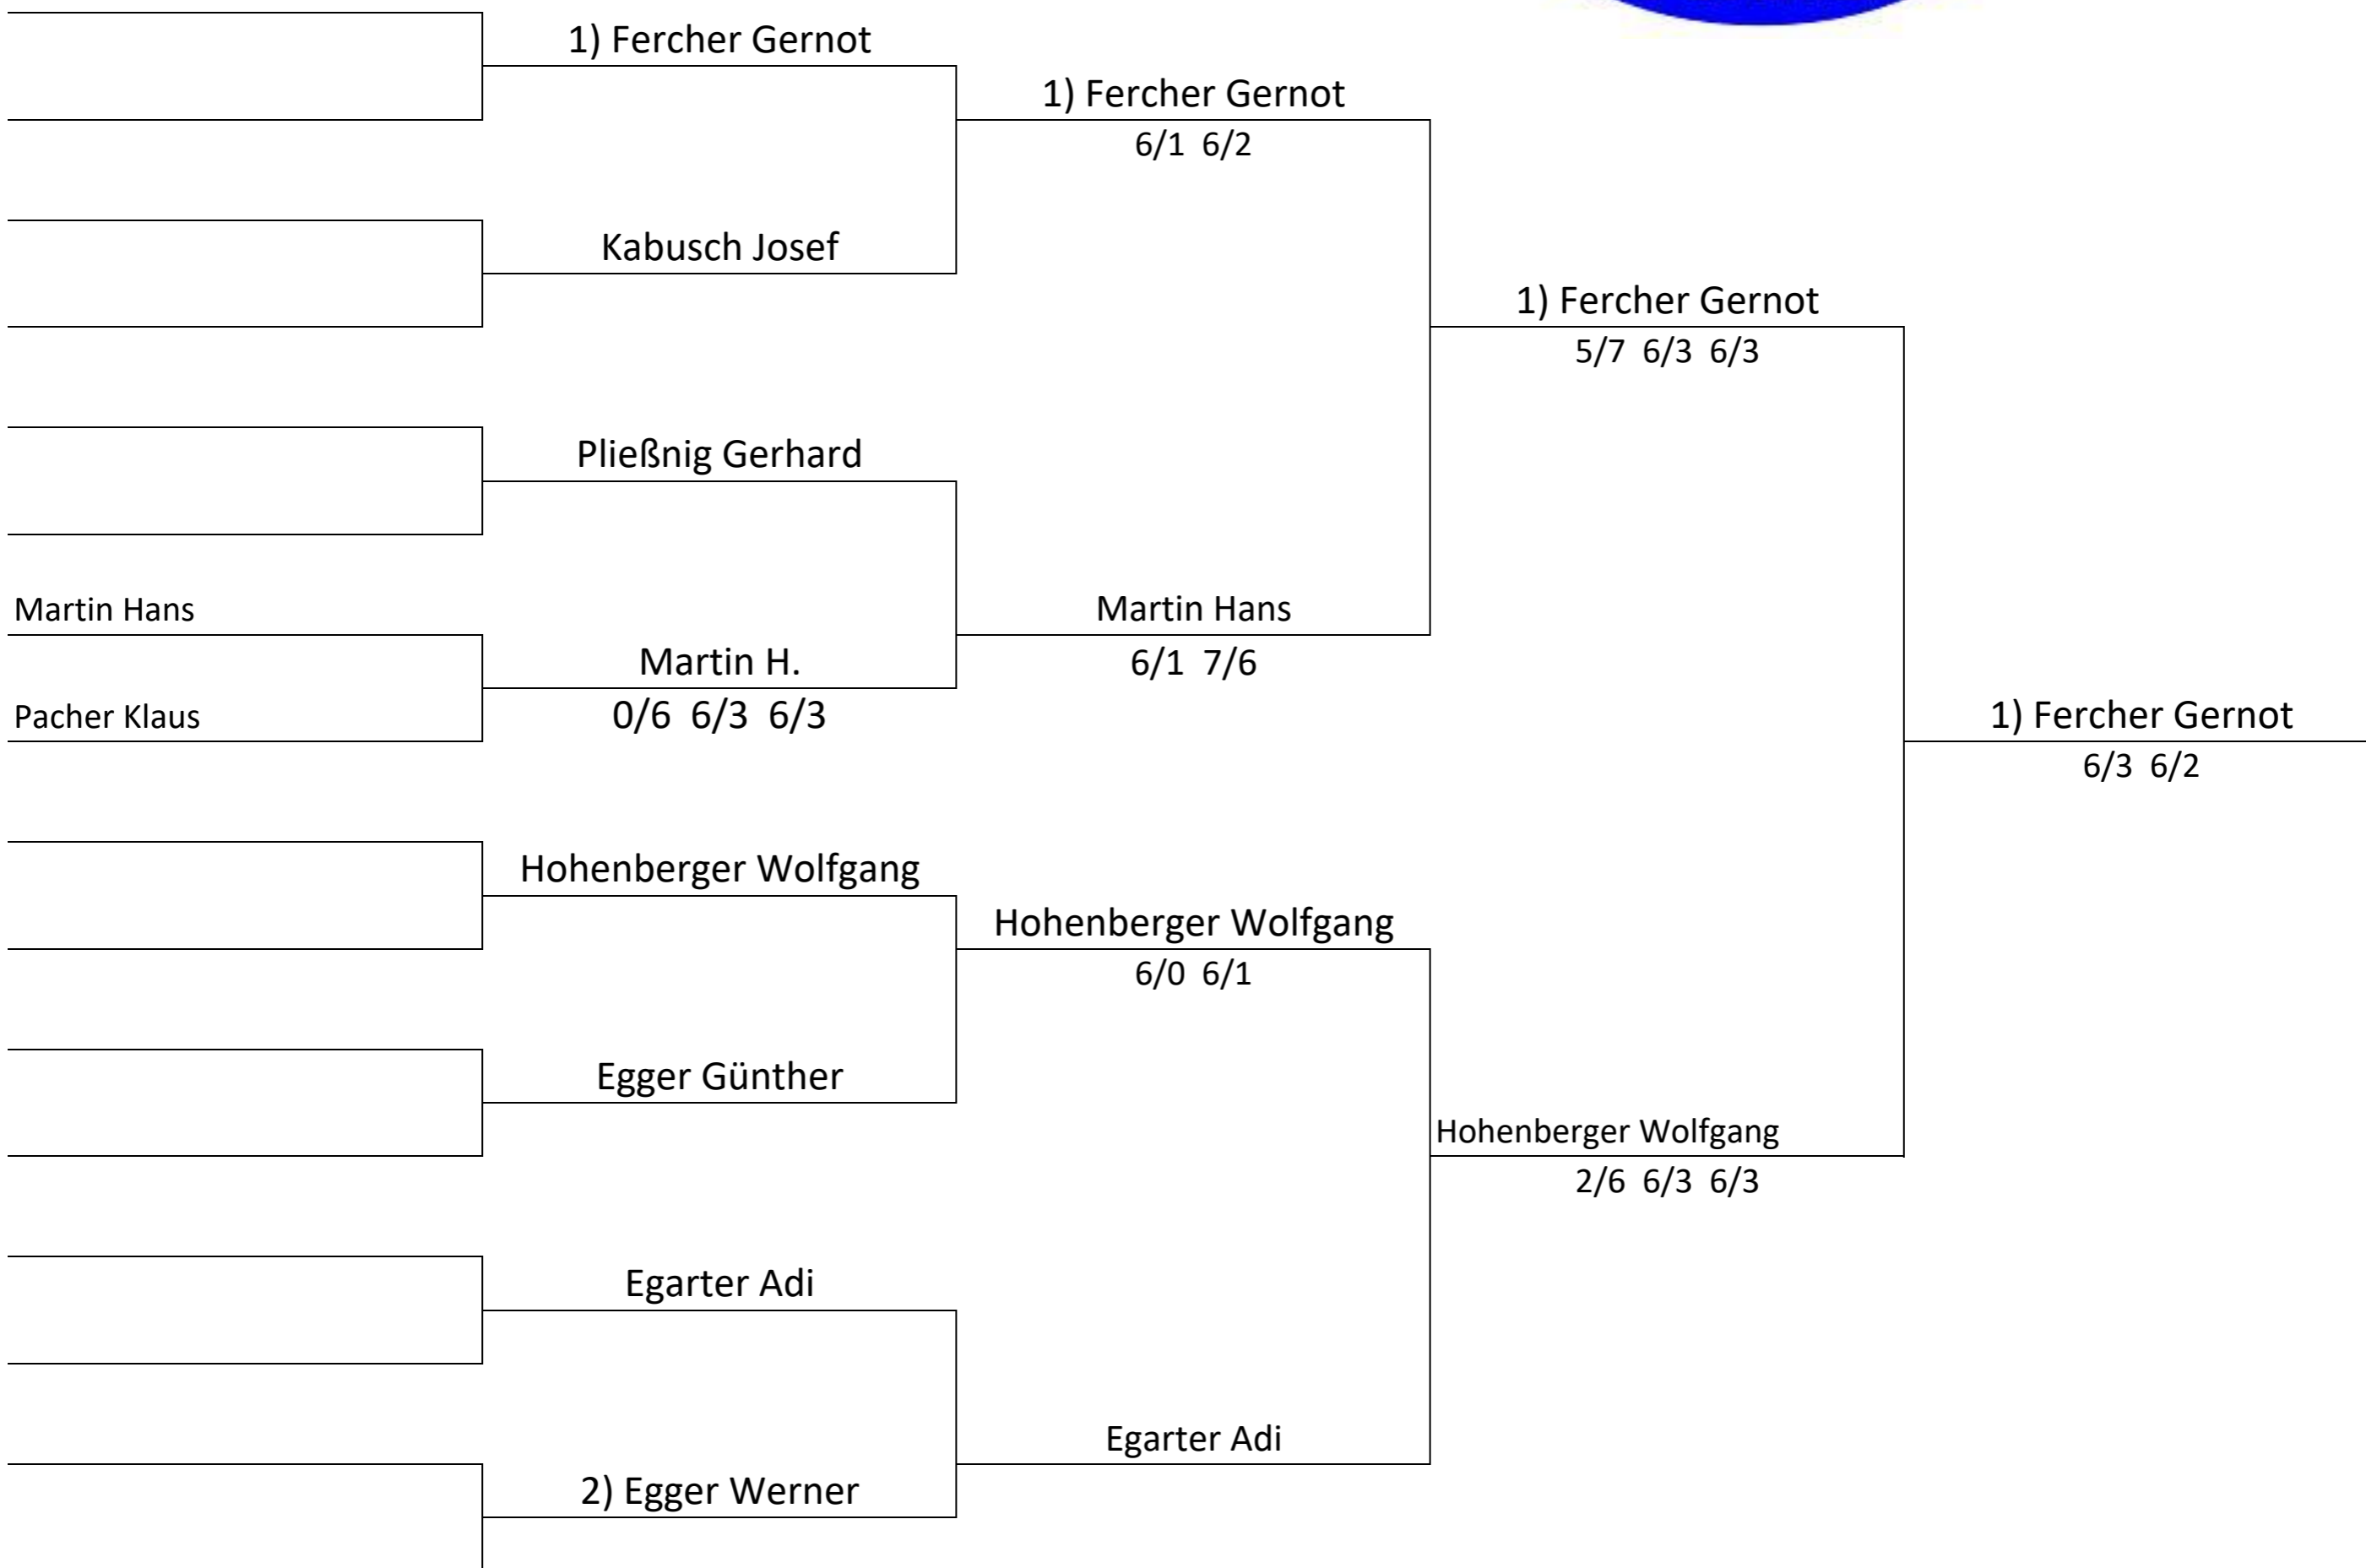 1) Fercher Gernot
1) Fercher Gernot
6/1 6/2
Kabusch Josef
1) Fercher Gernot
5/7 6/3 6/3
Pließnig Gerhard
Martin Hans
Martin Hans
Martin H.
6/1 7/6
Pacher Klaus
0/6 6/3 6/3
1) Fercher Gernot
6/3 6/2
Hohenberger Wolfgang
Hohenberger Wolfgang
6/0 6/1
Egger Günther
Hohenberger Wolfgang
2/6 6/3 6/3
Egarter Adi
Egarter Adi
2) Egger Werner